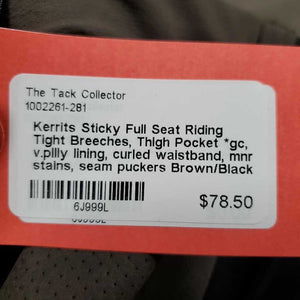 The Tack Collector
1002261-281
Kerrits Sticky Full Seat Riding
Tight Breeches, Thigh Pocket *gc,
v.pilly lining, curled waistband, mnr
stains, seam puckers Brown/Black
6J999L
$78.50